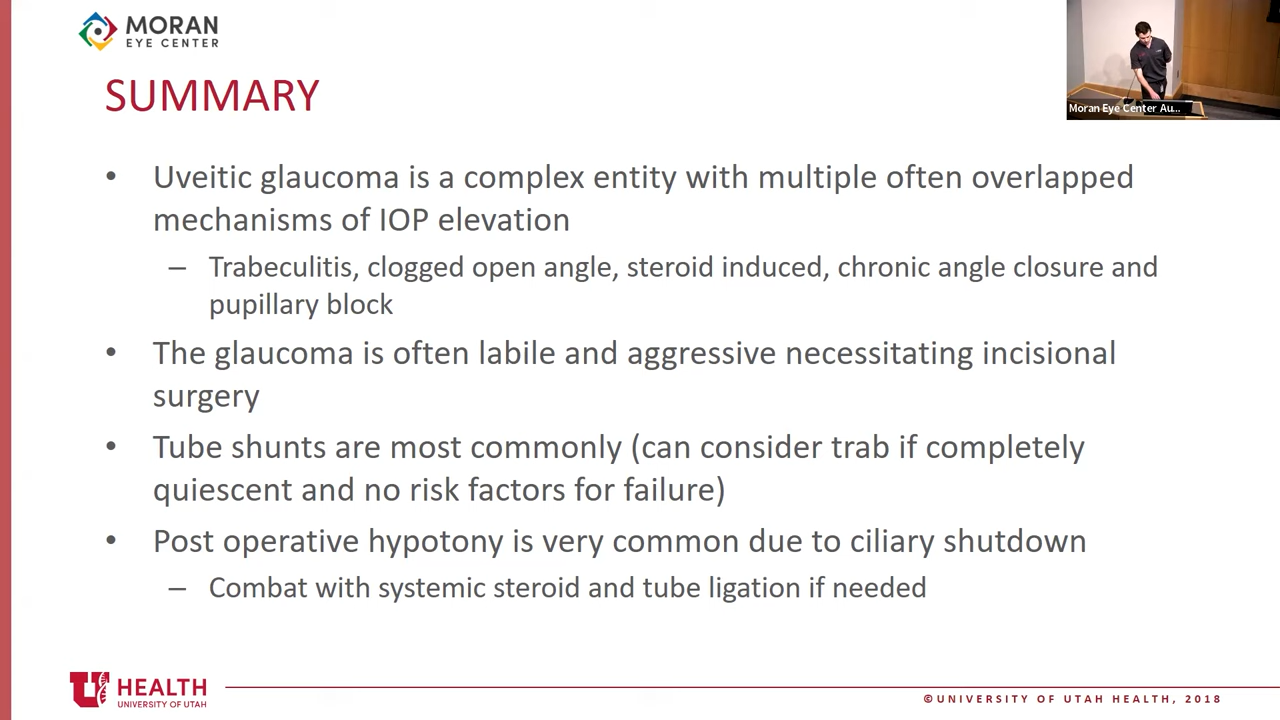 MORAN
EYE CENTER
Moran Eye Center Au...
SUMMARY
• Uveitic glaucoma is a complex entity with multiple often overlapped
mechanisms of IOP elevation
– Trabeculitis, clogged open angle, steroid induced, chronic angle closure and
pupillary block
• The glaucoma is often labile and aggressive necessitating incisional
surgery
• Tube shunts are most commonly (can consider trab if completely
quiescent and no risk factors for failure)
• Post operative hypotony is very common due to ciliary shutdown
– Combat with systemic steroid and tube ligation if needed
U HEALTH
UNIVERSITY OF UTAH
©UNIVERSITY OF UTAH HEALTH, 2018